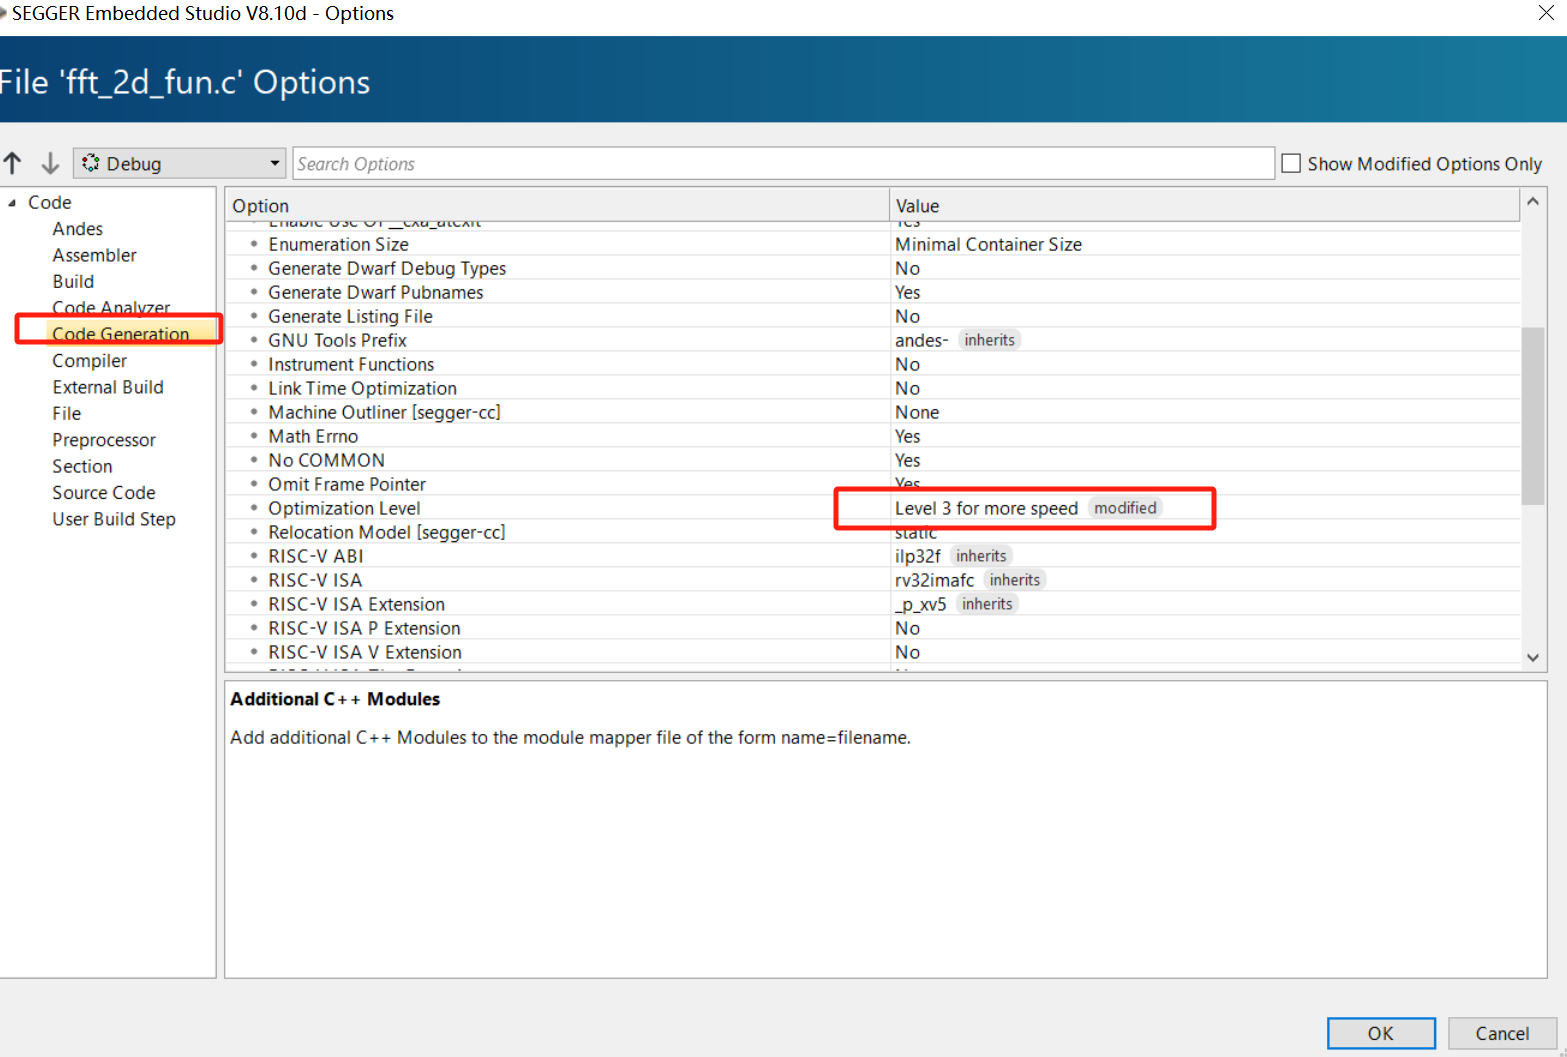 SEGGER Embedded Studio V8.10d - Options
File 'fft_2d_fun.c' Options
Debug
Search Options
Show Modified Options Only
Code
Andes
Assembler
Build
Code Analyzer
Code Generation
Compiler
External Build
File
Preprocessor
Section
Source Code
User Build Step
Option Value
Enable Use Of __cxa_atexit Yes
Enumeration Size Minimal Container Size
Generate Dwarf Debug Types No
Generate Dwarf Pubnames Yes
Generate Listing File No
GNU Tools Prefix andes- inherits
Instrument Functions No
Link Time Optimization No
Machine Outliner [segger-cc] None
Math Errno Yes
No COMMON Yes
Omit Frame Pointer Yes
Optimization Level Level 3 for more speed modified
Relocation Model [segger-cc] static
RISC-V ABI ilp32f inherits
RISC-V ISA rv32imafc inherits
RISC-V ISA Extension _p_xv5 inherits
RISC-V ISA P Extension No
RISC-V ISA V Extension No
Additional C++ Modules
Add additional C++ Modules to the module mapper file of the form name=filename.
OK
Cancel